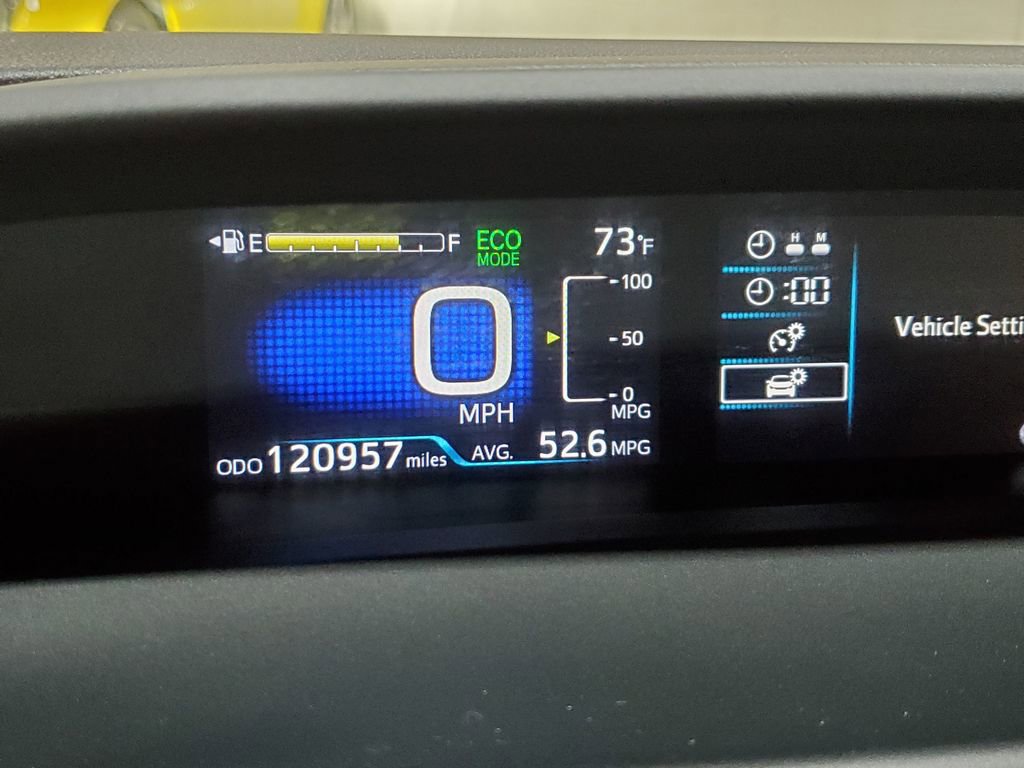 E F ECO MODE 73°F
H M
:00
100
50
0
MPG
0
MPH
ODO 120957 miles AVG. 52.6 MPG
Vehicle Setti